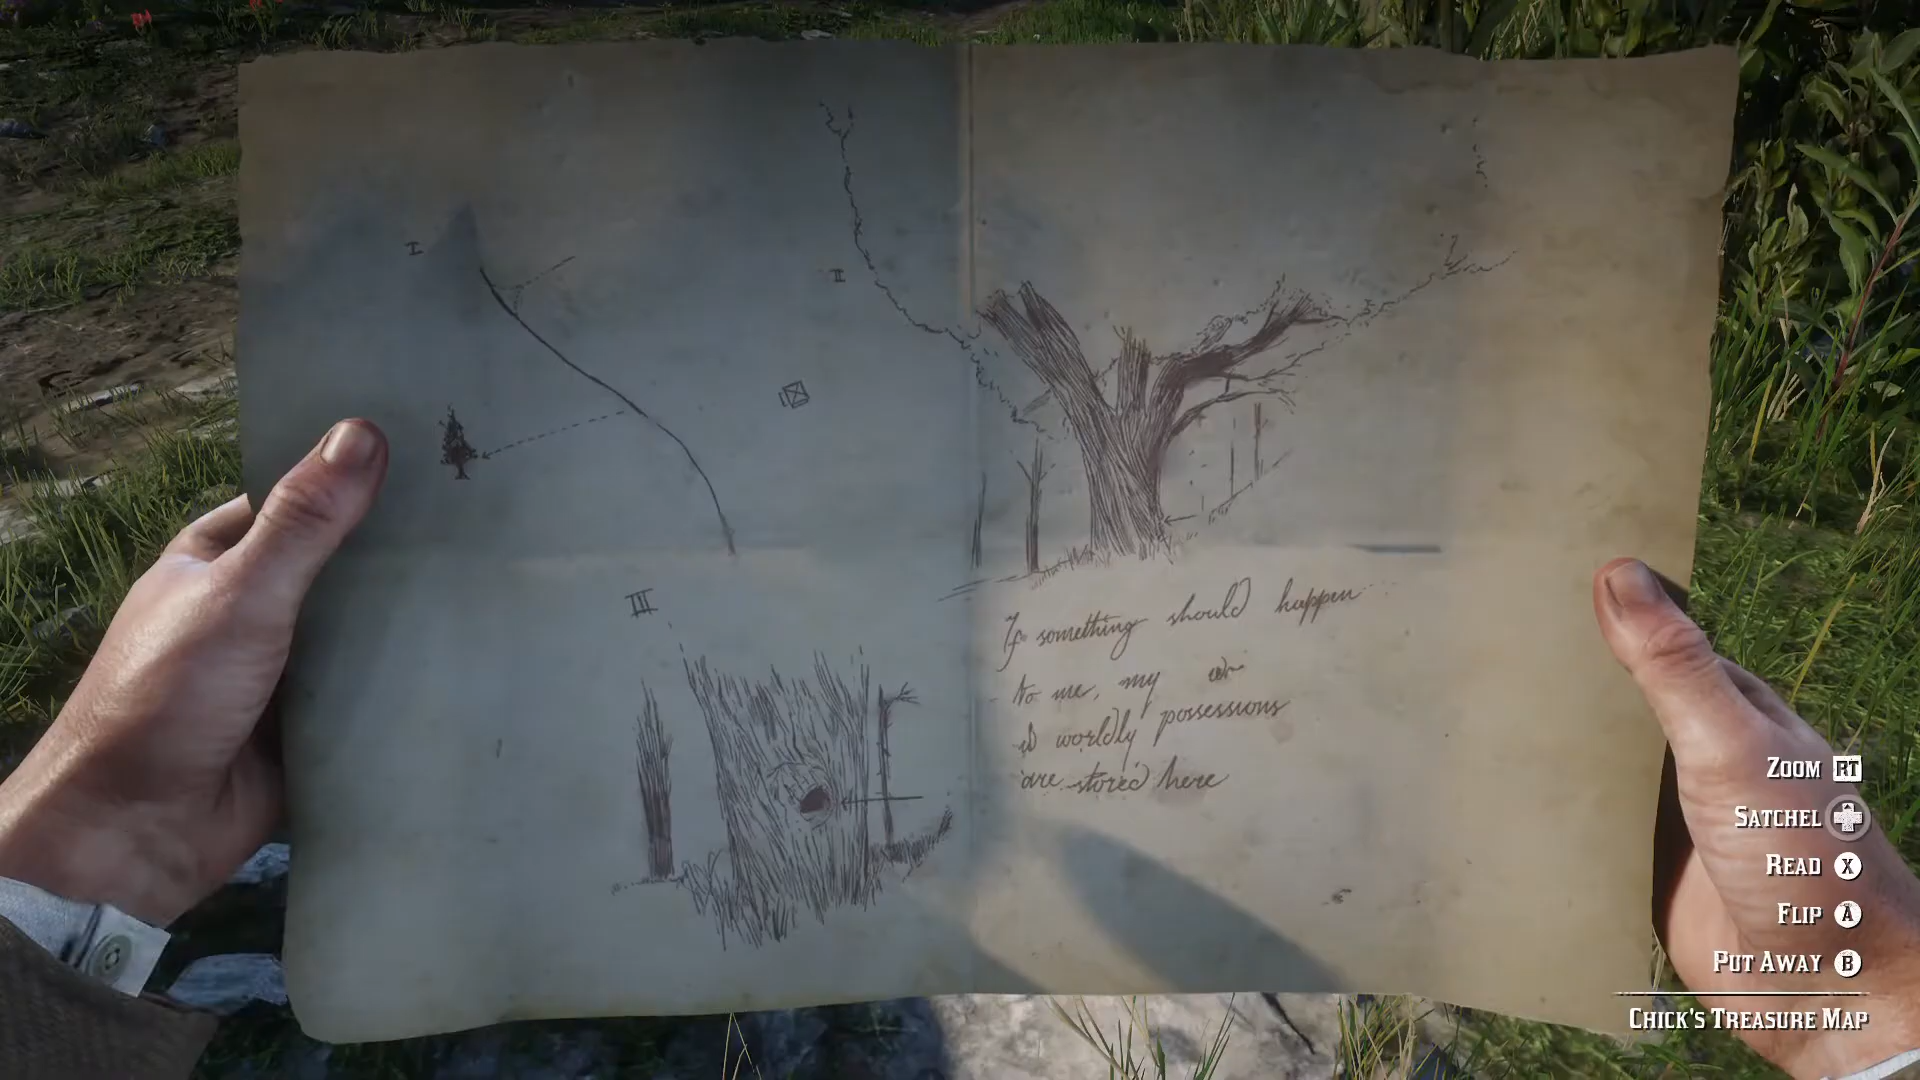 I
II
III
If something should happen
to me, my
worldly possessions
are stored here
ZOOM RT
SATCHEL
READ X
FLIP A
PUT AWAY B
CHICK'S TREASURE MAP